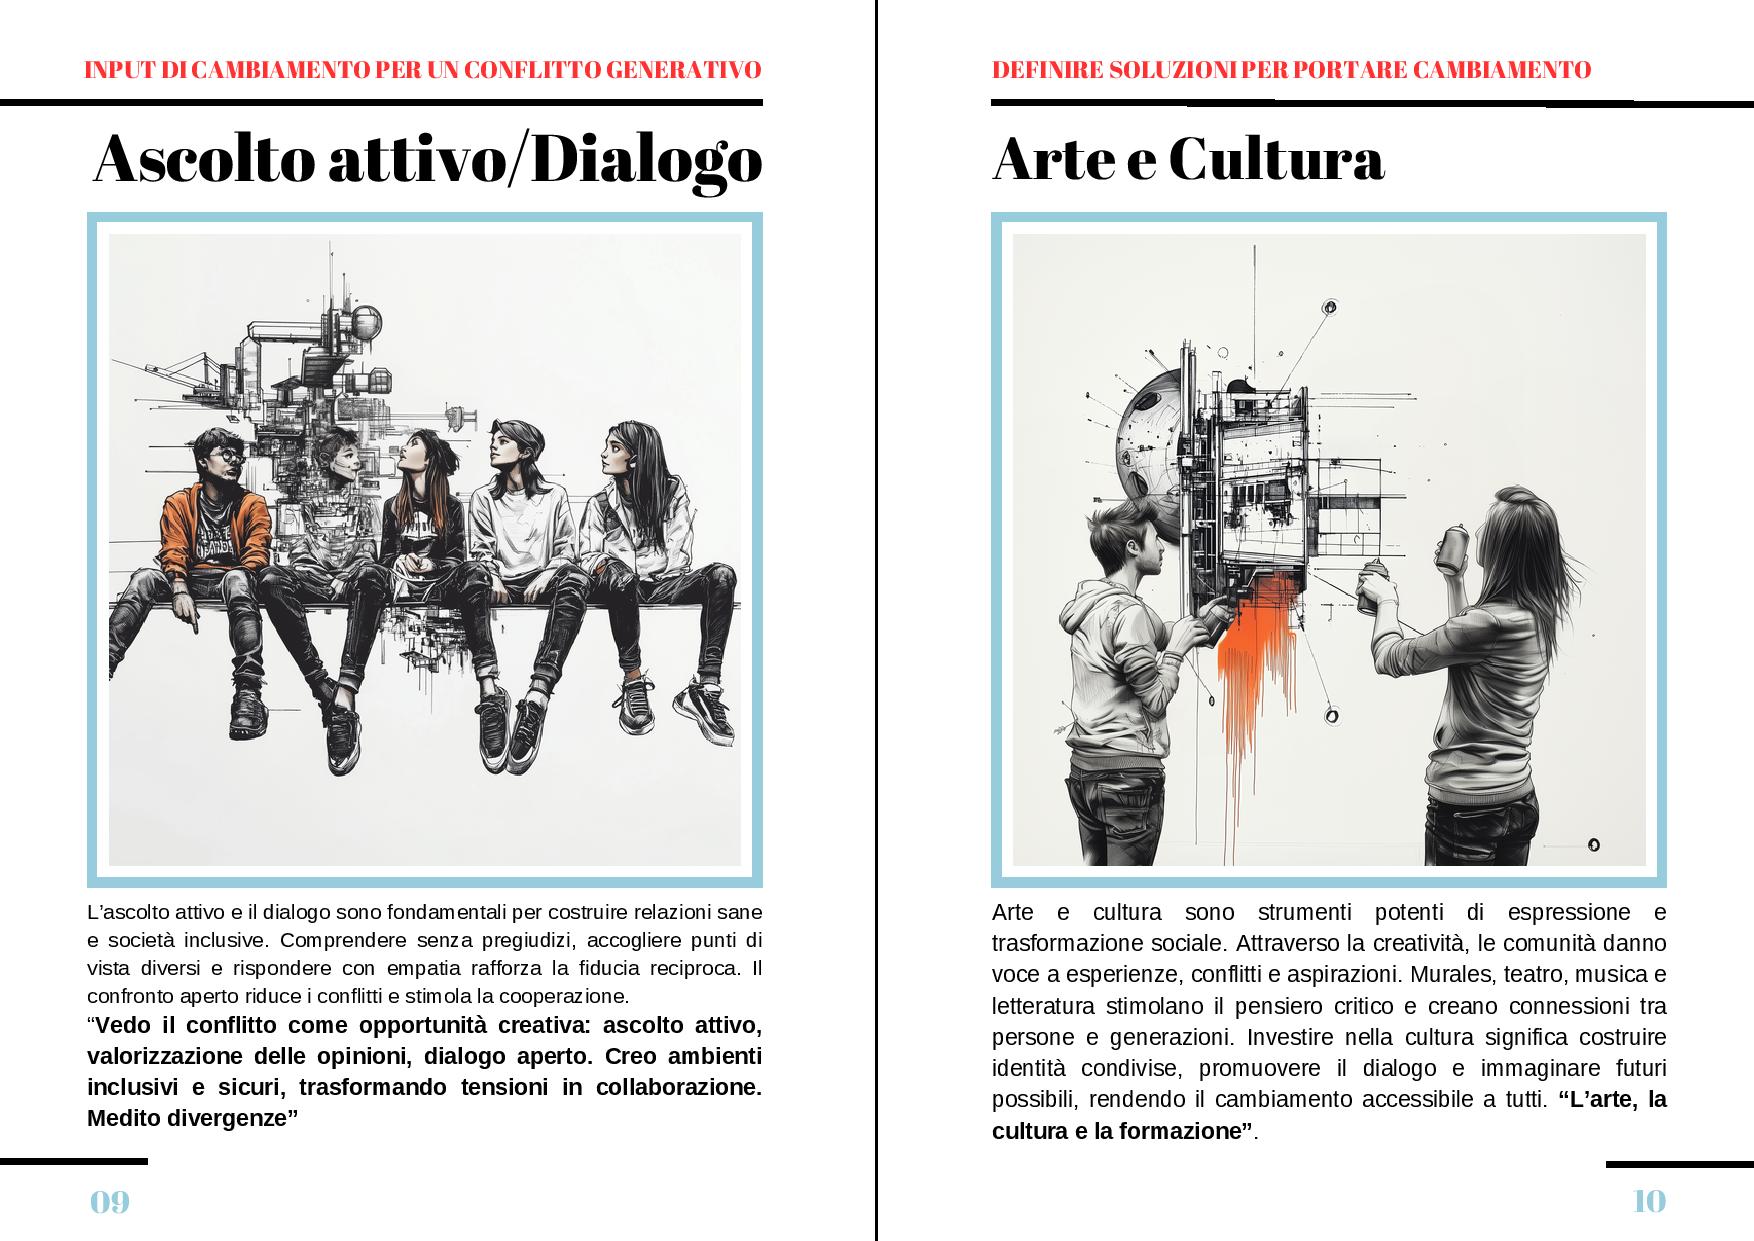 INPUT DI CAMBIAMENTO PER UN CONFLITTO GENERATIVO
Ascolto attivo/Dialogo
L’ascolto attivo e il dialogo sono fondamentali per costruire relazioni sane
e società inclusive. Comprendere senza pregiudizi, accogliere punti di
vista diversi e rispondere con empatia rafforza la fiducia reciproca. Il
confronto aperto riduce i conflitti e stimola la cooperazione.
“Vedo il conflitto come opportunità creativa: ascolto attivo,
valorizzazione delle opinioni, dialogo aperto. Creo ambienti
inclusivi e sicuri, trasformando tensioni in collaborazione.
Medito divergenze”
09
DEFINIRE SOLUZIONI PER PORTARE CAMBIAMENTO
Arte e Cultura
Arte e cultura sono strumenti potenti di espressione e
trasformazione sociale. Attraverso la creatività, le comunità danno
voce a esperienze, conflitti e aspirazioni. Murales, teatro, musica e
letteratura stimolano il pensiero critico e creano connessioni tra
persone e generazioni. Investire nella cultura significa costruire
identità condivise, promuovere il dialogo e immaginare futuri
possibili, rendendo il cambiamento accessibile a tutti. “L’arte, la
cultura e la formazione”.
10